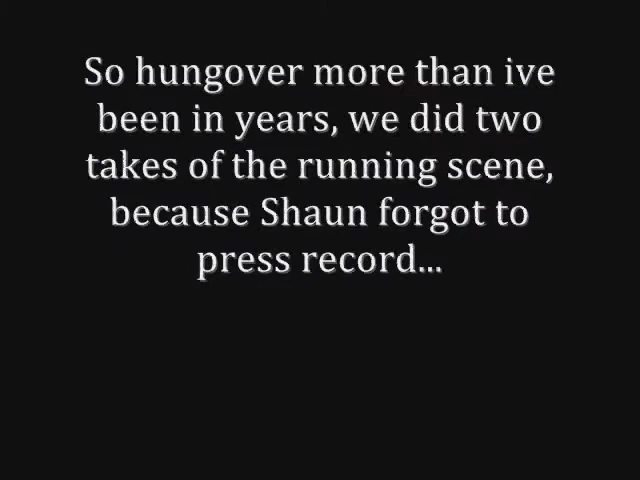 So hungover more than ive
been in years, we did two
takes of the running scene,
because Shaun forgot to
press record...